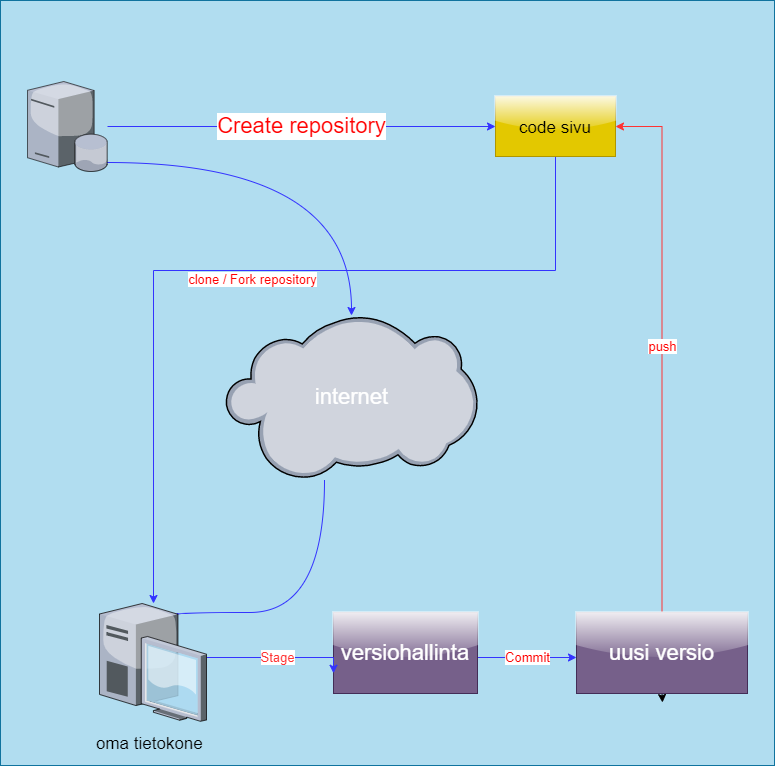 Create repository
code sivu
clone / Fork repository
push
internet
Stage
versiohallinta
Commit
uusi versio
oma tietokone